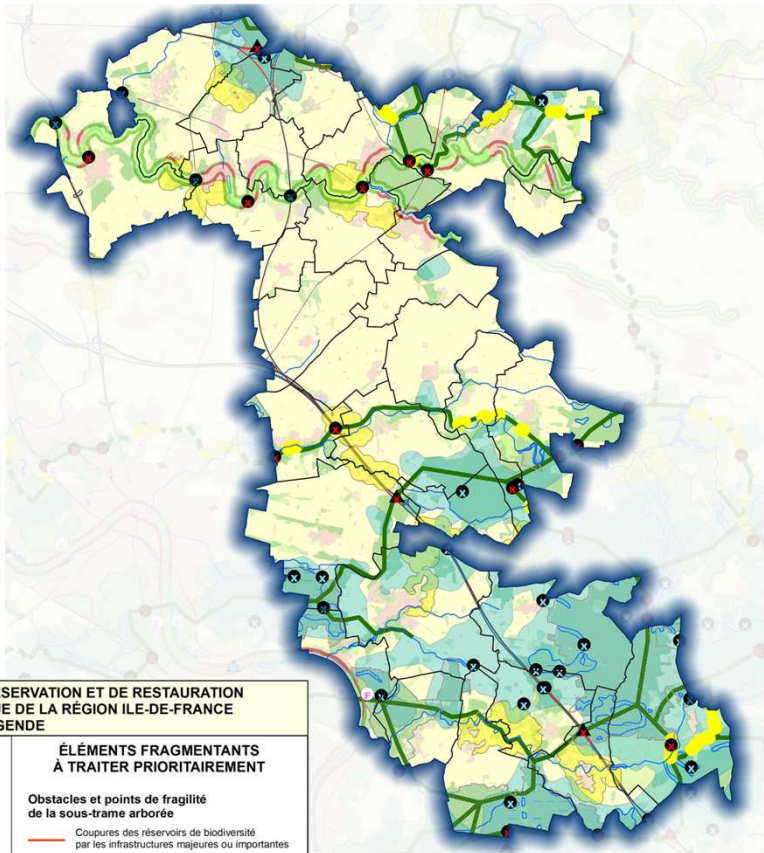 ÉSERVATION ET DE RESTAURATION
UE DE LA RÉGION ILE-DE-FRANCE
GENDE
ÉLÉMENTS FRAGMENTANTS
À TRAITER PRIORITAIREMENT
Obstacles et points de fragilité
de la sous-trame arborée
Coupures des réservoirs de biodiversité
par les infrastructures majeures ou importantes
F